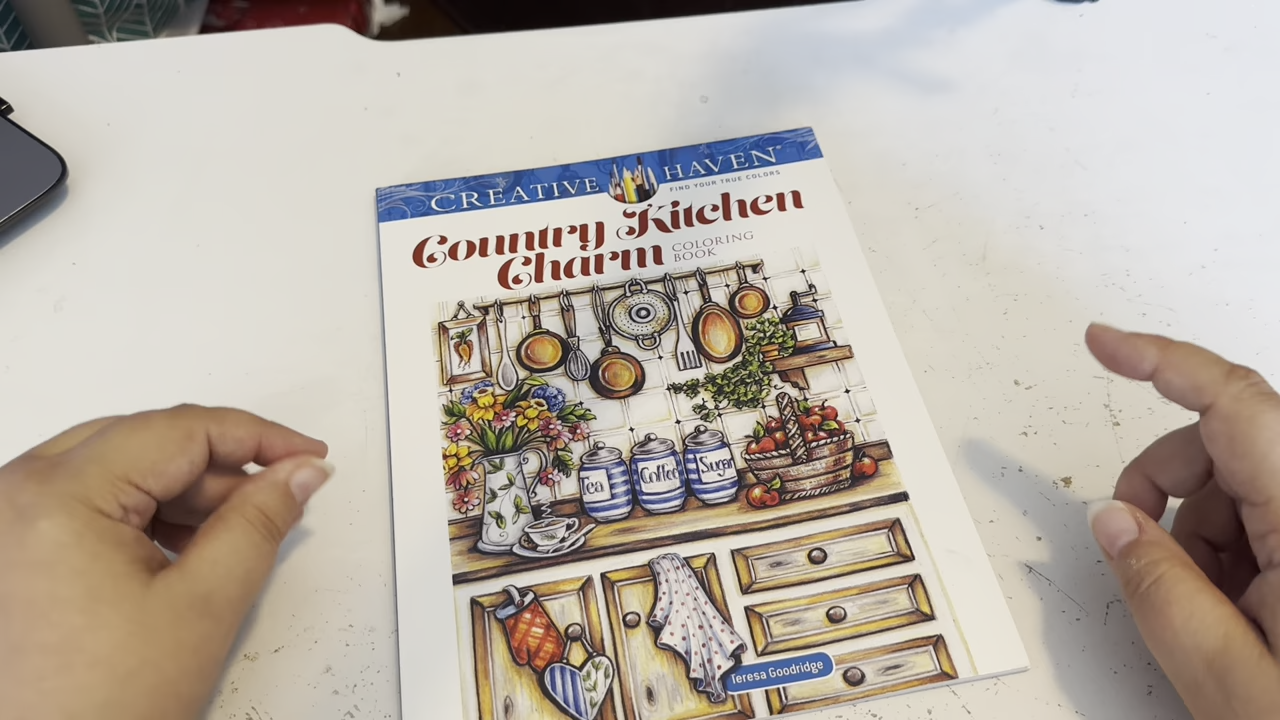 CREATIVE HAVEN
FIND YOUR TRUE COLORS
Country Kitchen
Charm
COLORING
BOOK
Tea
Coffee
Sugar
Teresa Goodridge